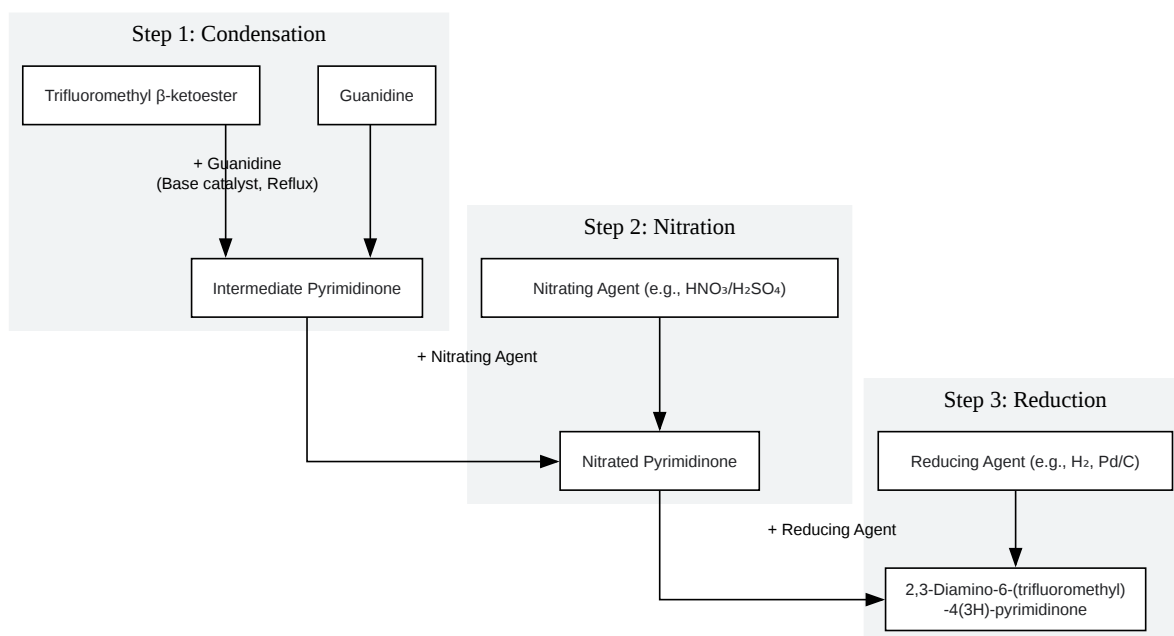 Step 1: Condensation
Trifluoromethyl β-ketoester
Guanidine
+ Guanidine
(Base catalyst, Reflux)
Intermediate Pyrimidinone
Step 2: Nitration
Nitrating Agent (e.g., HNO₃/H₂SO₄)
+ Nitrating Agent
Nitrated Pyrimidinone
Step 3: Reduction
Reducing Agent (e.g., H₂, Pd/C)
+ Reducing Agent
2,3-Diamino-6-(trifluoromethyl)
-4(3H)-pyrimidinone